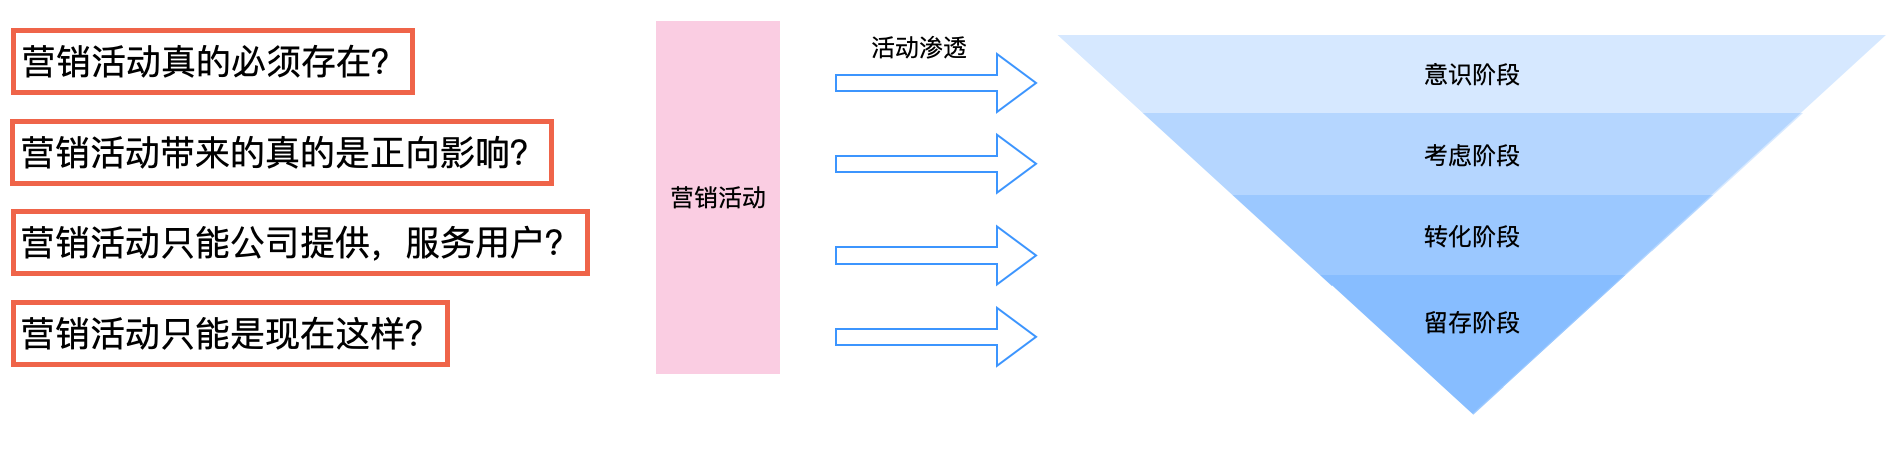 营销活动真的必须存在?
营销活动带来的真的是正向影响?
营销活动只能公司提供，服务用户?
营销活动只能是现在这样?
营销活动
活动渗透
意识阶段
考虑阶段
转化阶段
留存阶段